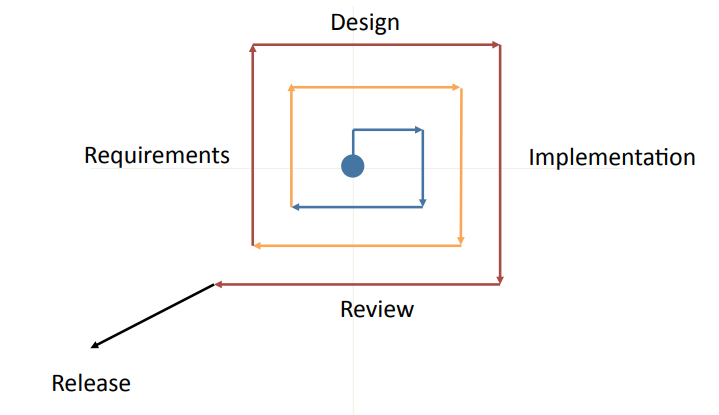 Design
Requirements
Implementation
Review
Release